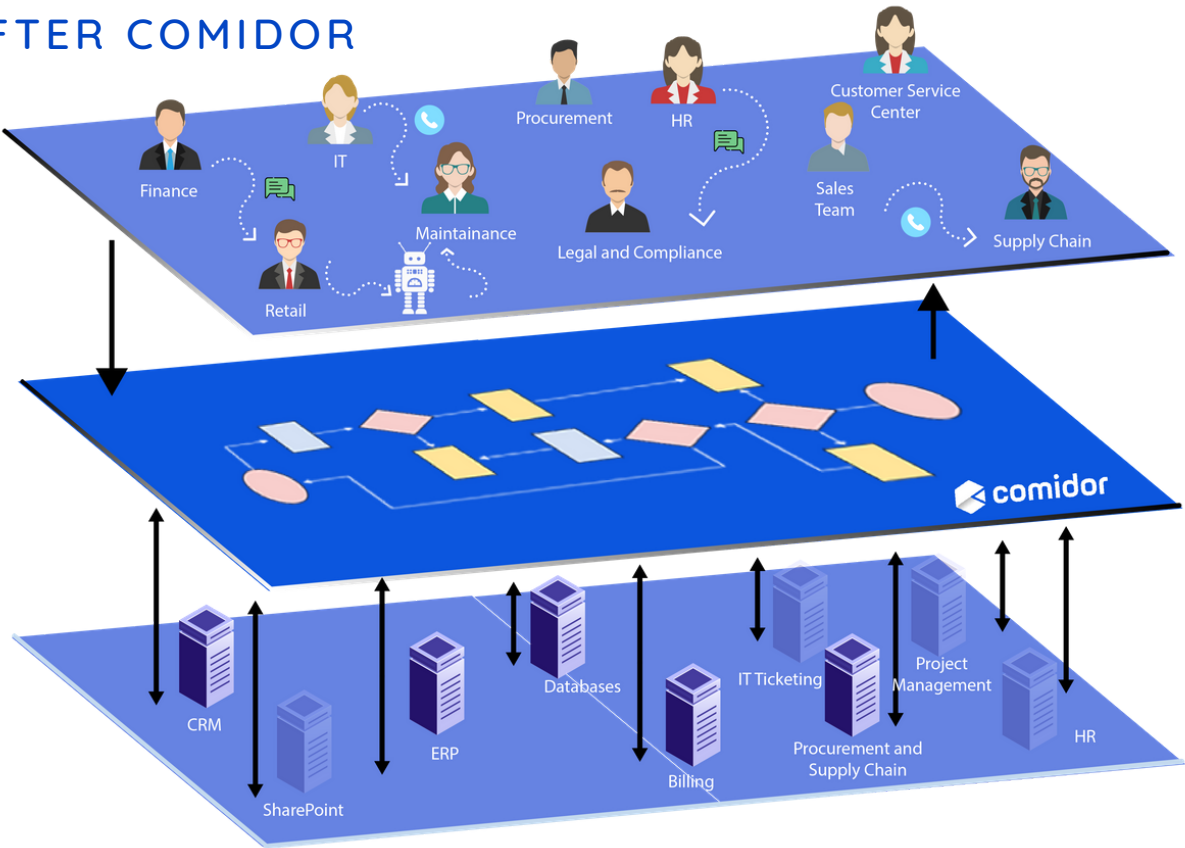 FTER COMIDOR
Customer Service
Center
Procurement
HR
IT
Finance
Sales
Team
Maintainance
Supply Chain
Legal and Compliance
Retail
comidor
Databases
IT Ticketing
Project
Management
CRM
ERP
Procurement and
Supply Chain
HR
Billing
SharePoint